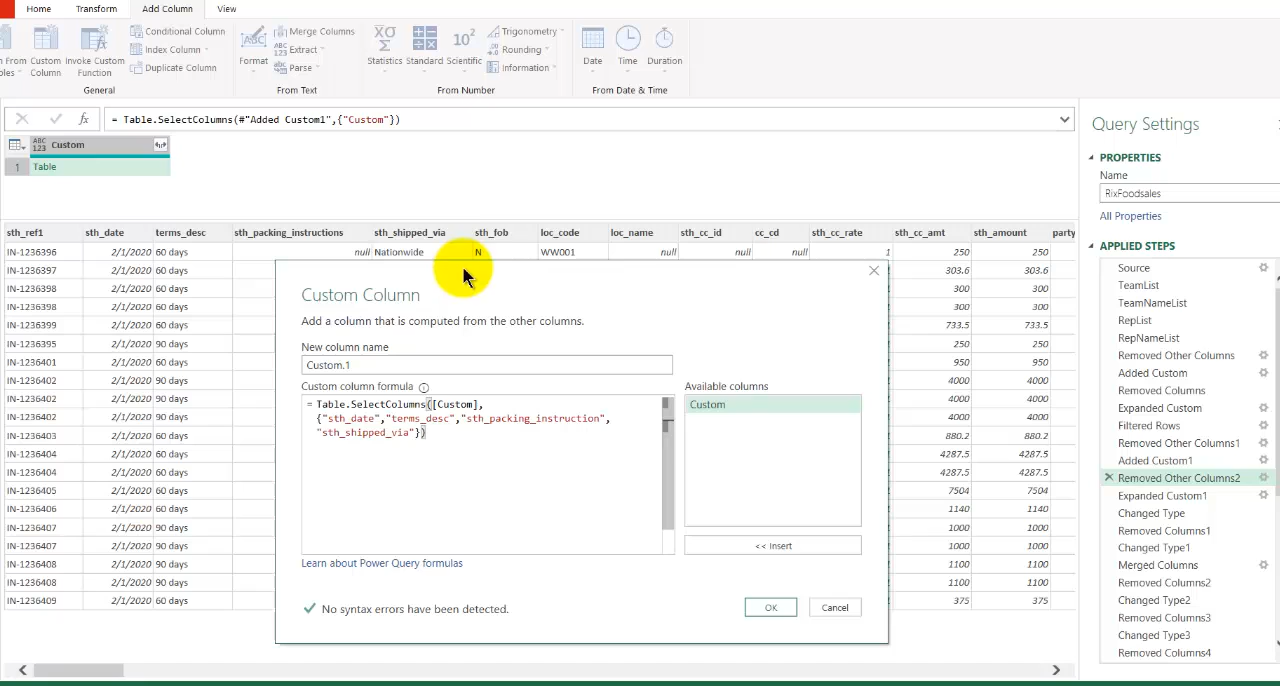 Home Transform Add Column View
Conditional Column
Index Column
Duplicate Column
From Custom Invoke Custom
Column Function
General
ABC
Format
Merge Columns
ABC Extract
123
abc Parse
From Text
XO
Σ
Statistics
Standard
10²
Scientific
Trigonometry
Rounding
Information
From Number
Date Time Duration
From Date & Time
fx = Table.SelectColumns(#"Added Custom1",{"Custom"})
ABC
123 Custom
1 Table
sth_ref1 sth_date terms_desc sth_packing_instructions sth_shipped_via sth_fob loc_code loc_name sth_cc_id cc_cd sth_cc_rate sth_cc_amt sth_amount party
IN-1236396 2/1/2020 60 days null Nationwide N WW001 null null null 1 250 250
IN-1236397 2/1/2020 60 days 303.6 303.6
IN-1236398 2/1/2020 60 days 300 300
IN-1236398 2/1/2020 60 days 300 300
IN-1236399 2/1/2020 60 days 733.5 733.5
IN-1236395 2/1/2020 90 days 250 250
IN-1236401 2/1/2020 60 days 950 950
IN-1236402 2/1/2020 90 days 4000 4000
IN-1236402 2/1/2020 90 days 4000 4000
IN-1236402 2/1/2020 90 days 4000 4000
IN-1236403 2/1/2020 60 days 880.2 880.2
IN-1236404 2/1/2020 60 days 4287.5 4287.5
IN-1236404 2/1/2020 60 days 4287.5 4287.5
IN-1236405 2/1/2020 60 days 7504 7504
IN-1236406 2/1/2020 60 days 1140 1140
IN-1236407 2/1/2020 90 days 1000 1000
IN-1236407 2/1/2020 90 days 1000 1000
IN-1236408 2/1/2020 90 days 1100 1100
IN-1236408 2/1/2020 90 days 1100 1100
IN-1236409 2/1/2020 60 days 375 375
Custom Column
Add a column that is computed from the other columns.
New column name
Custom.1
Custom column formula
= Table.SelectColumns([Custom],
{"sth_date","terms_desc","sth_packing_instruction",
"sth_shipped_via"})
Available columns
Custom
<< Insert
Learn about Power Query formulas
No syntax errors have been detected.
OK Cancel
Query Settings
PROPERTIES
Name
RixFoodsales
All Properties
APPLIED STEPS
Source
TeamList
TeamNameList
RepList
RepNameList
Removed Other Columns
Added Custom
Removed Columns
Expanded Custom
Filtered Rows
Removed Other Columns1
Added Custom1
Removed Other Columns2
Expanded Custom1
Changed Type
Removed Columns1
Changed Type1
Merged Columns
Removed Columns2
Changed Type2
Removed Columns3
Changed Type3
Removed Columns4